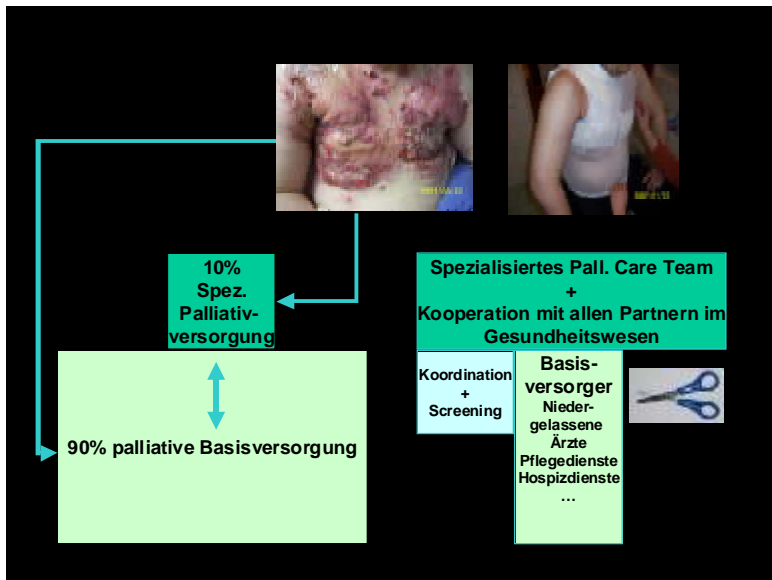 10%
Spez.
Palliativ-
versorgung
90% palliative Basisversorgung
Spezialisiertes Pall. Care Team
+
Kooperation mit allen Partnern im
Gesundheitswesen
Koordination
+
Screening
Basis-
versorger
Nieder-
gelassene
Ärzte
Pflegedienste
Hospizdienste
…